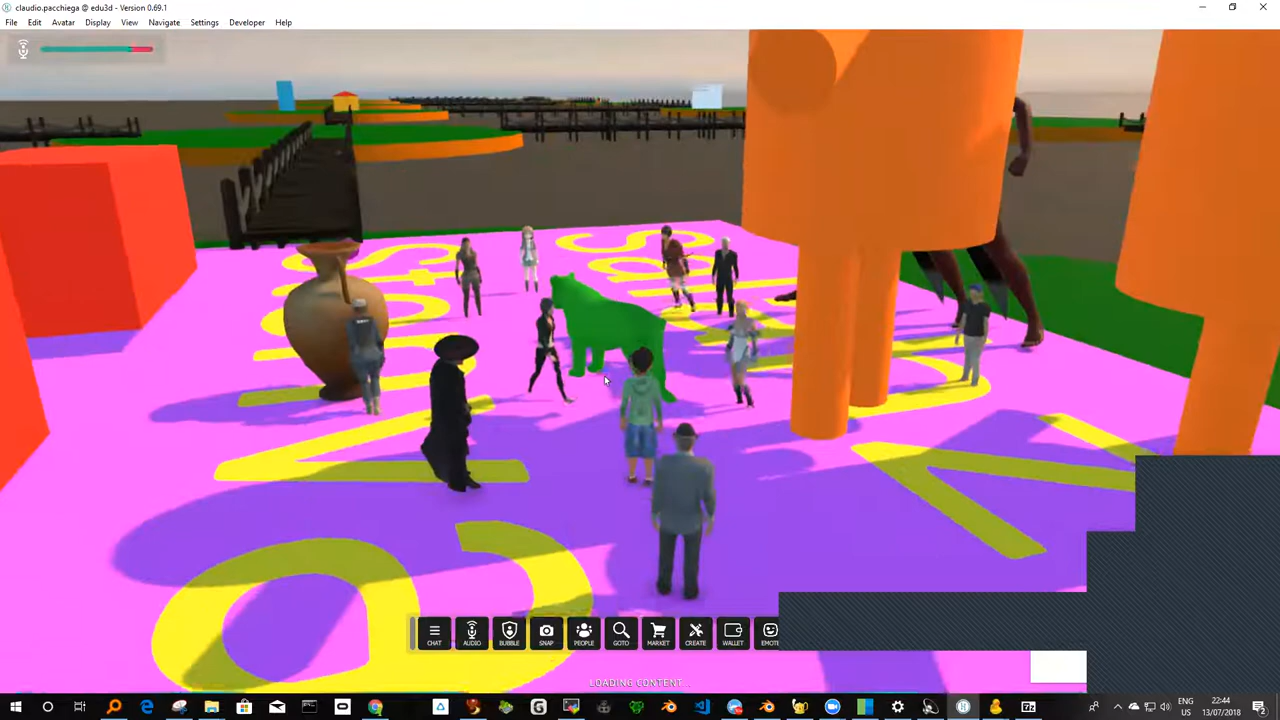 claudio.pacchiega @ edu3d - Version 0.69.1
File Edit Avatar Display View Navigate Settings Developer Help
CHAT AUDIO BUBBLE SNAP PEOPLE GOTO MARKET CREATE WALLET EMOTE
LOADING CONTENT...
ENG 22:44
US 13/07/2018